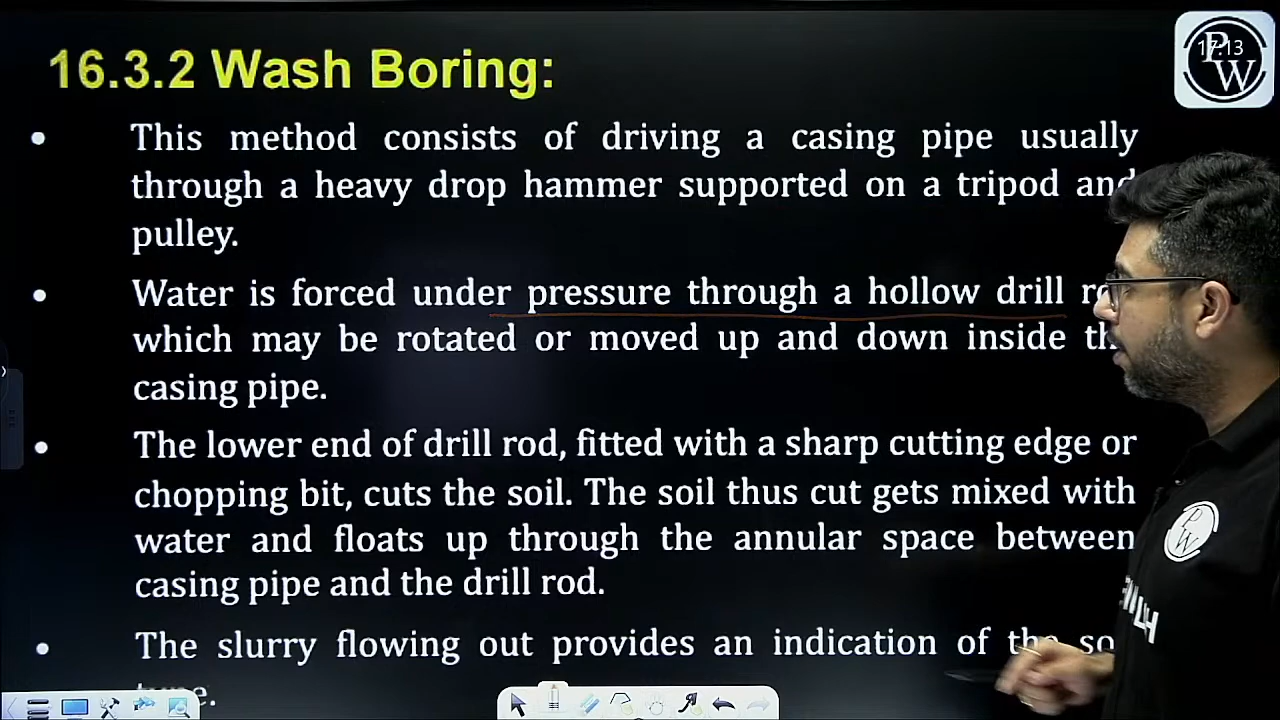 16.3.2 Wash Boring:
• This method consists of driving a casing pipe usually
through a heavy drop hammer supported on a tripod and
pulley.
• Water is forced under pressure through a hollow drill
which may be rotated or moved up and down inside
casing pipe.
• The lower end of drill rod, fitted with a sharp cutting edge or
chopping bit, cuts the soil. The soil thus cut gets mixed with
water and floats up through the annular space between
casing pipe and the drill rod.
• The slurry flowing out provides an indication of the
17:13
PW
PW